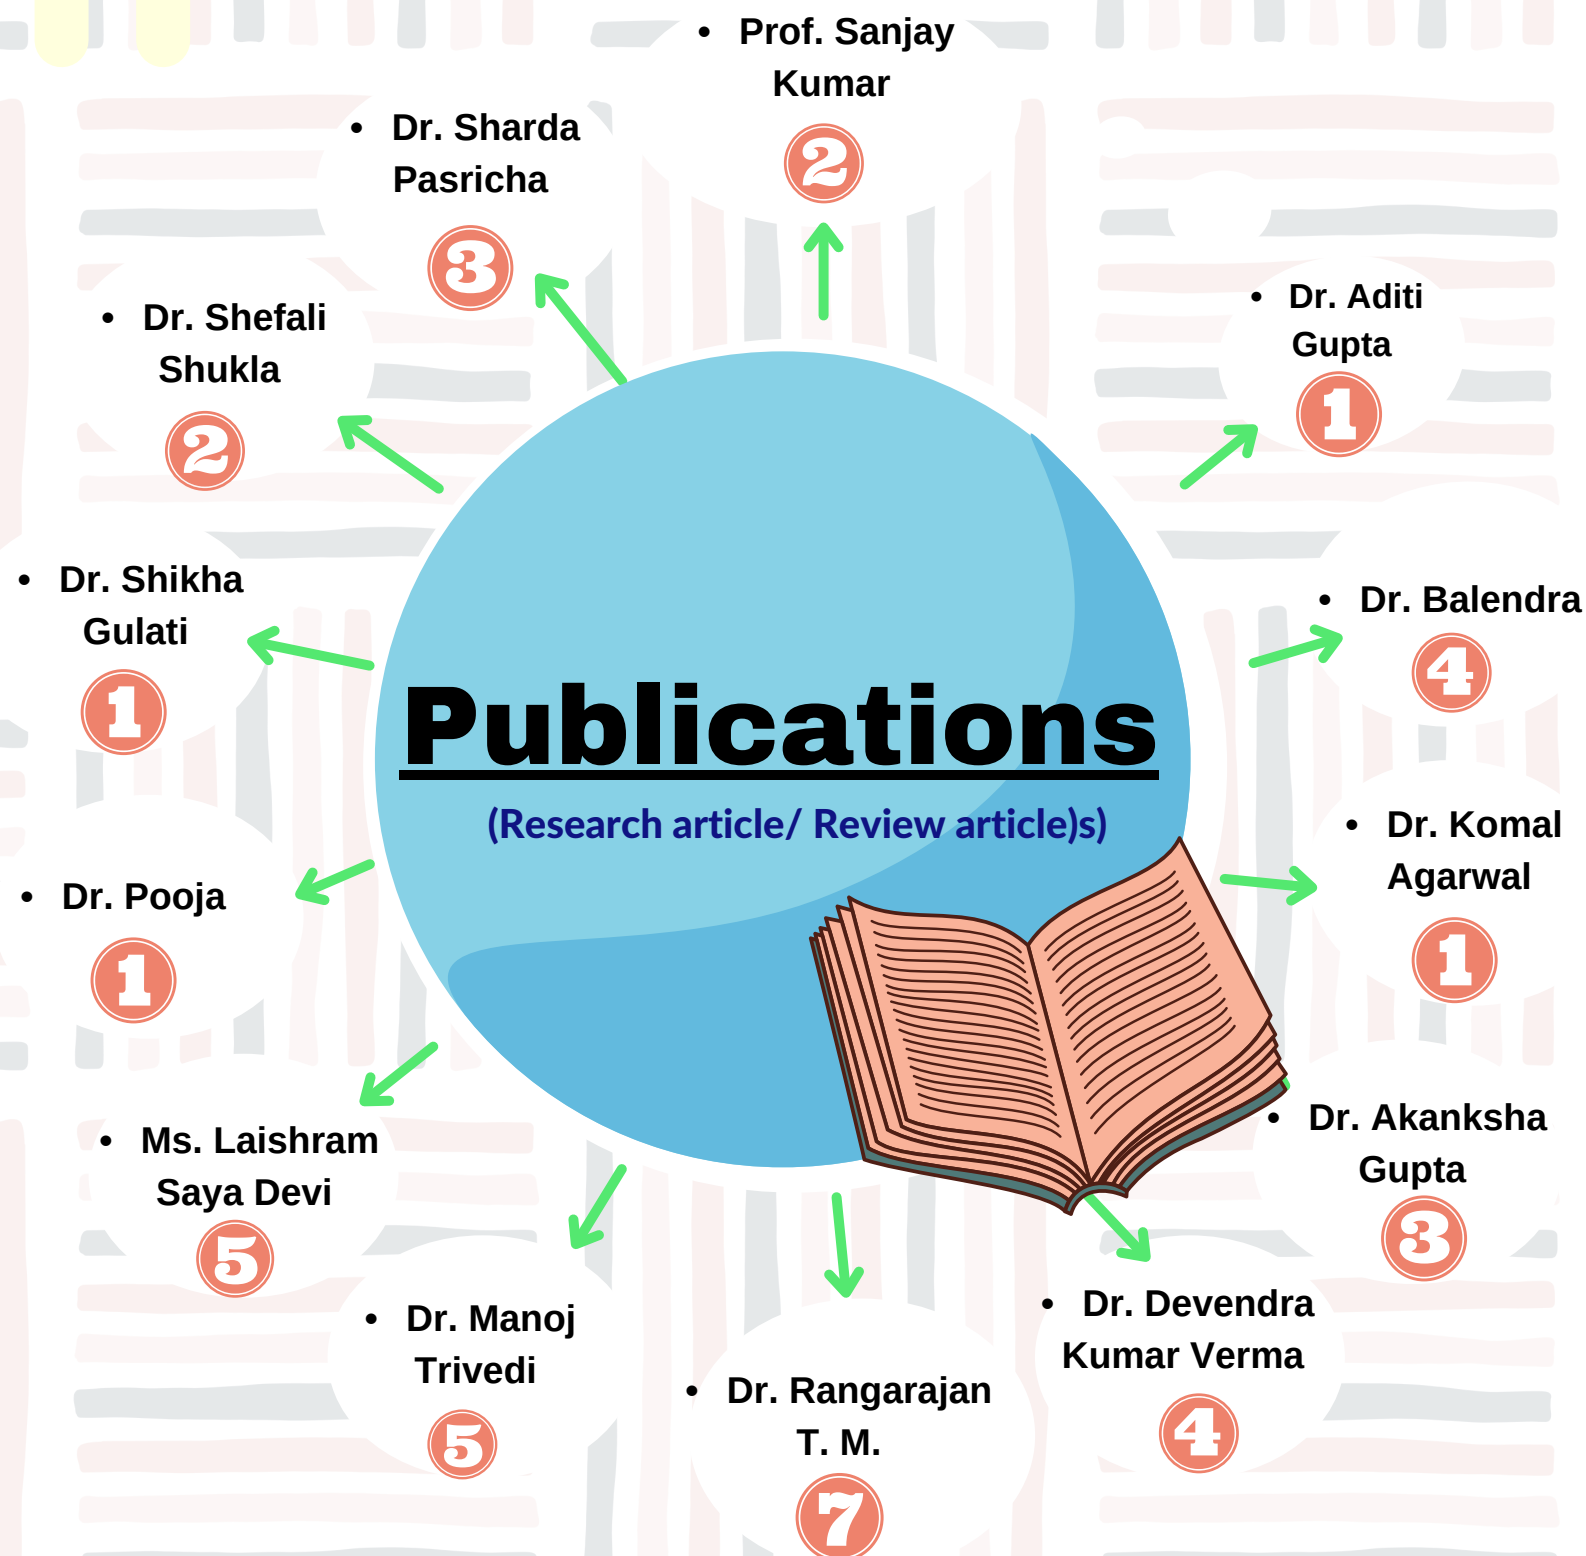 • Prof. Sanjay
Kumar
2
• Dr. Sharda
Pasricha
3
• Dr. Aditi
Gupta
1
• Dr. Shefali
Shukla
2
• Dr. Shikha
Gulati
1
• Dr. Balendra
4
Publications
(Research article/ Review article)s)
• Dr. Komal
Agarwal
1
• Dr. Pooja
1
• Dr. Akanksha
Gupta
3
• Ms. Laishram
Saya Devi
5
• Dr. Manoj
Trivedi
5
• Dr. Devendra
Kumar Verma
4
• Dr. Rangarajan
T. M.
7